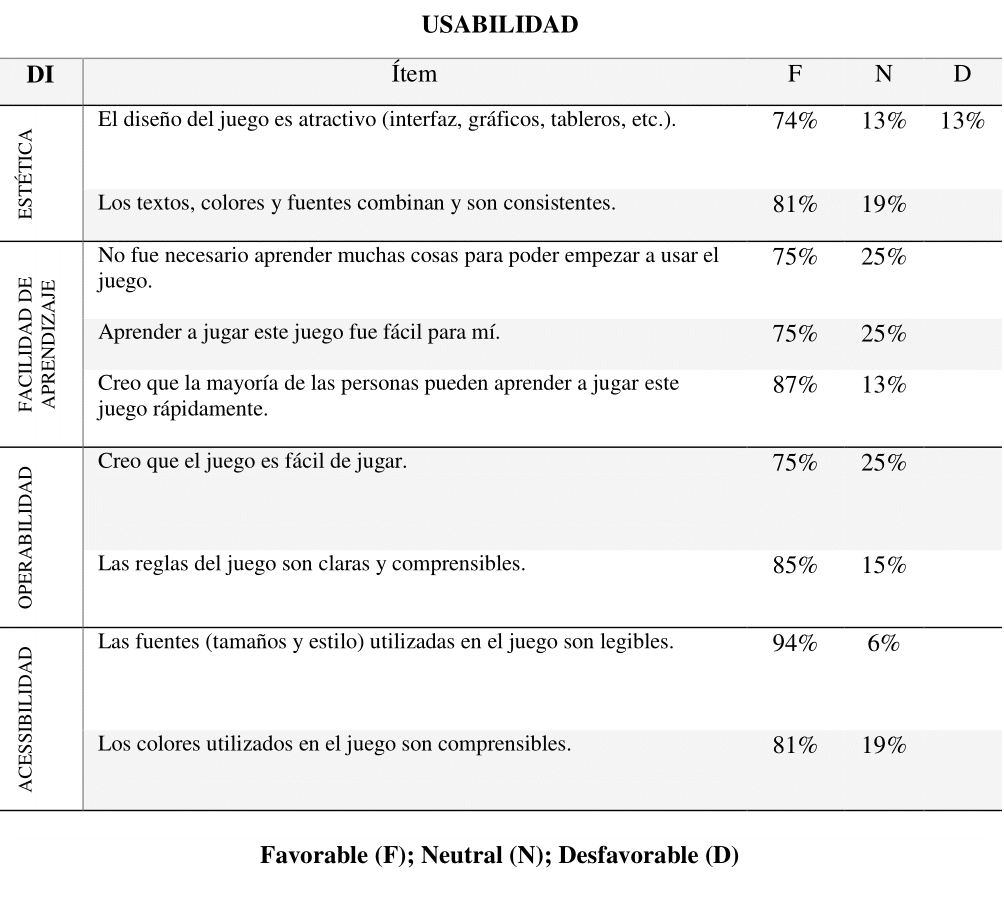 USABILIDAD
DI Ítem F N D
ESTÉTICA
El diseño del juego es atractivo (interfaz, gráficos, tableros, etc.). 74% 13% 13%
Los textos, colores y fuentes combinan y son consistentes. 81% 19%
FACILIDAD DE
APRENDIZAJE
No fue necesario aprender muchas cosas para poder empezar a usar el 75% 25%
juego.
Aprender a jugar este juego fue fácil para mí. 75% 25%
Creo que la mayoría de las personas pueden aprender a jugar este 87% 13%
juego rápidamente.
OPERABILIDAD
Creo que el juego es fácil de jugar. 75% 25%
Las reglas del juego son claras y comprensibles. 85% 15%
ACESSIBILIDAD
Las fuentes (tamaños y estilo) utilizadas en el juego son legibles. 94% 6%
Los colores utilizados en el juego son comprensibles. 81% 19%
Favorable (F); Neutral (N); Desfavorable (D)